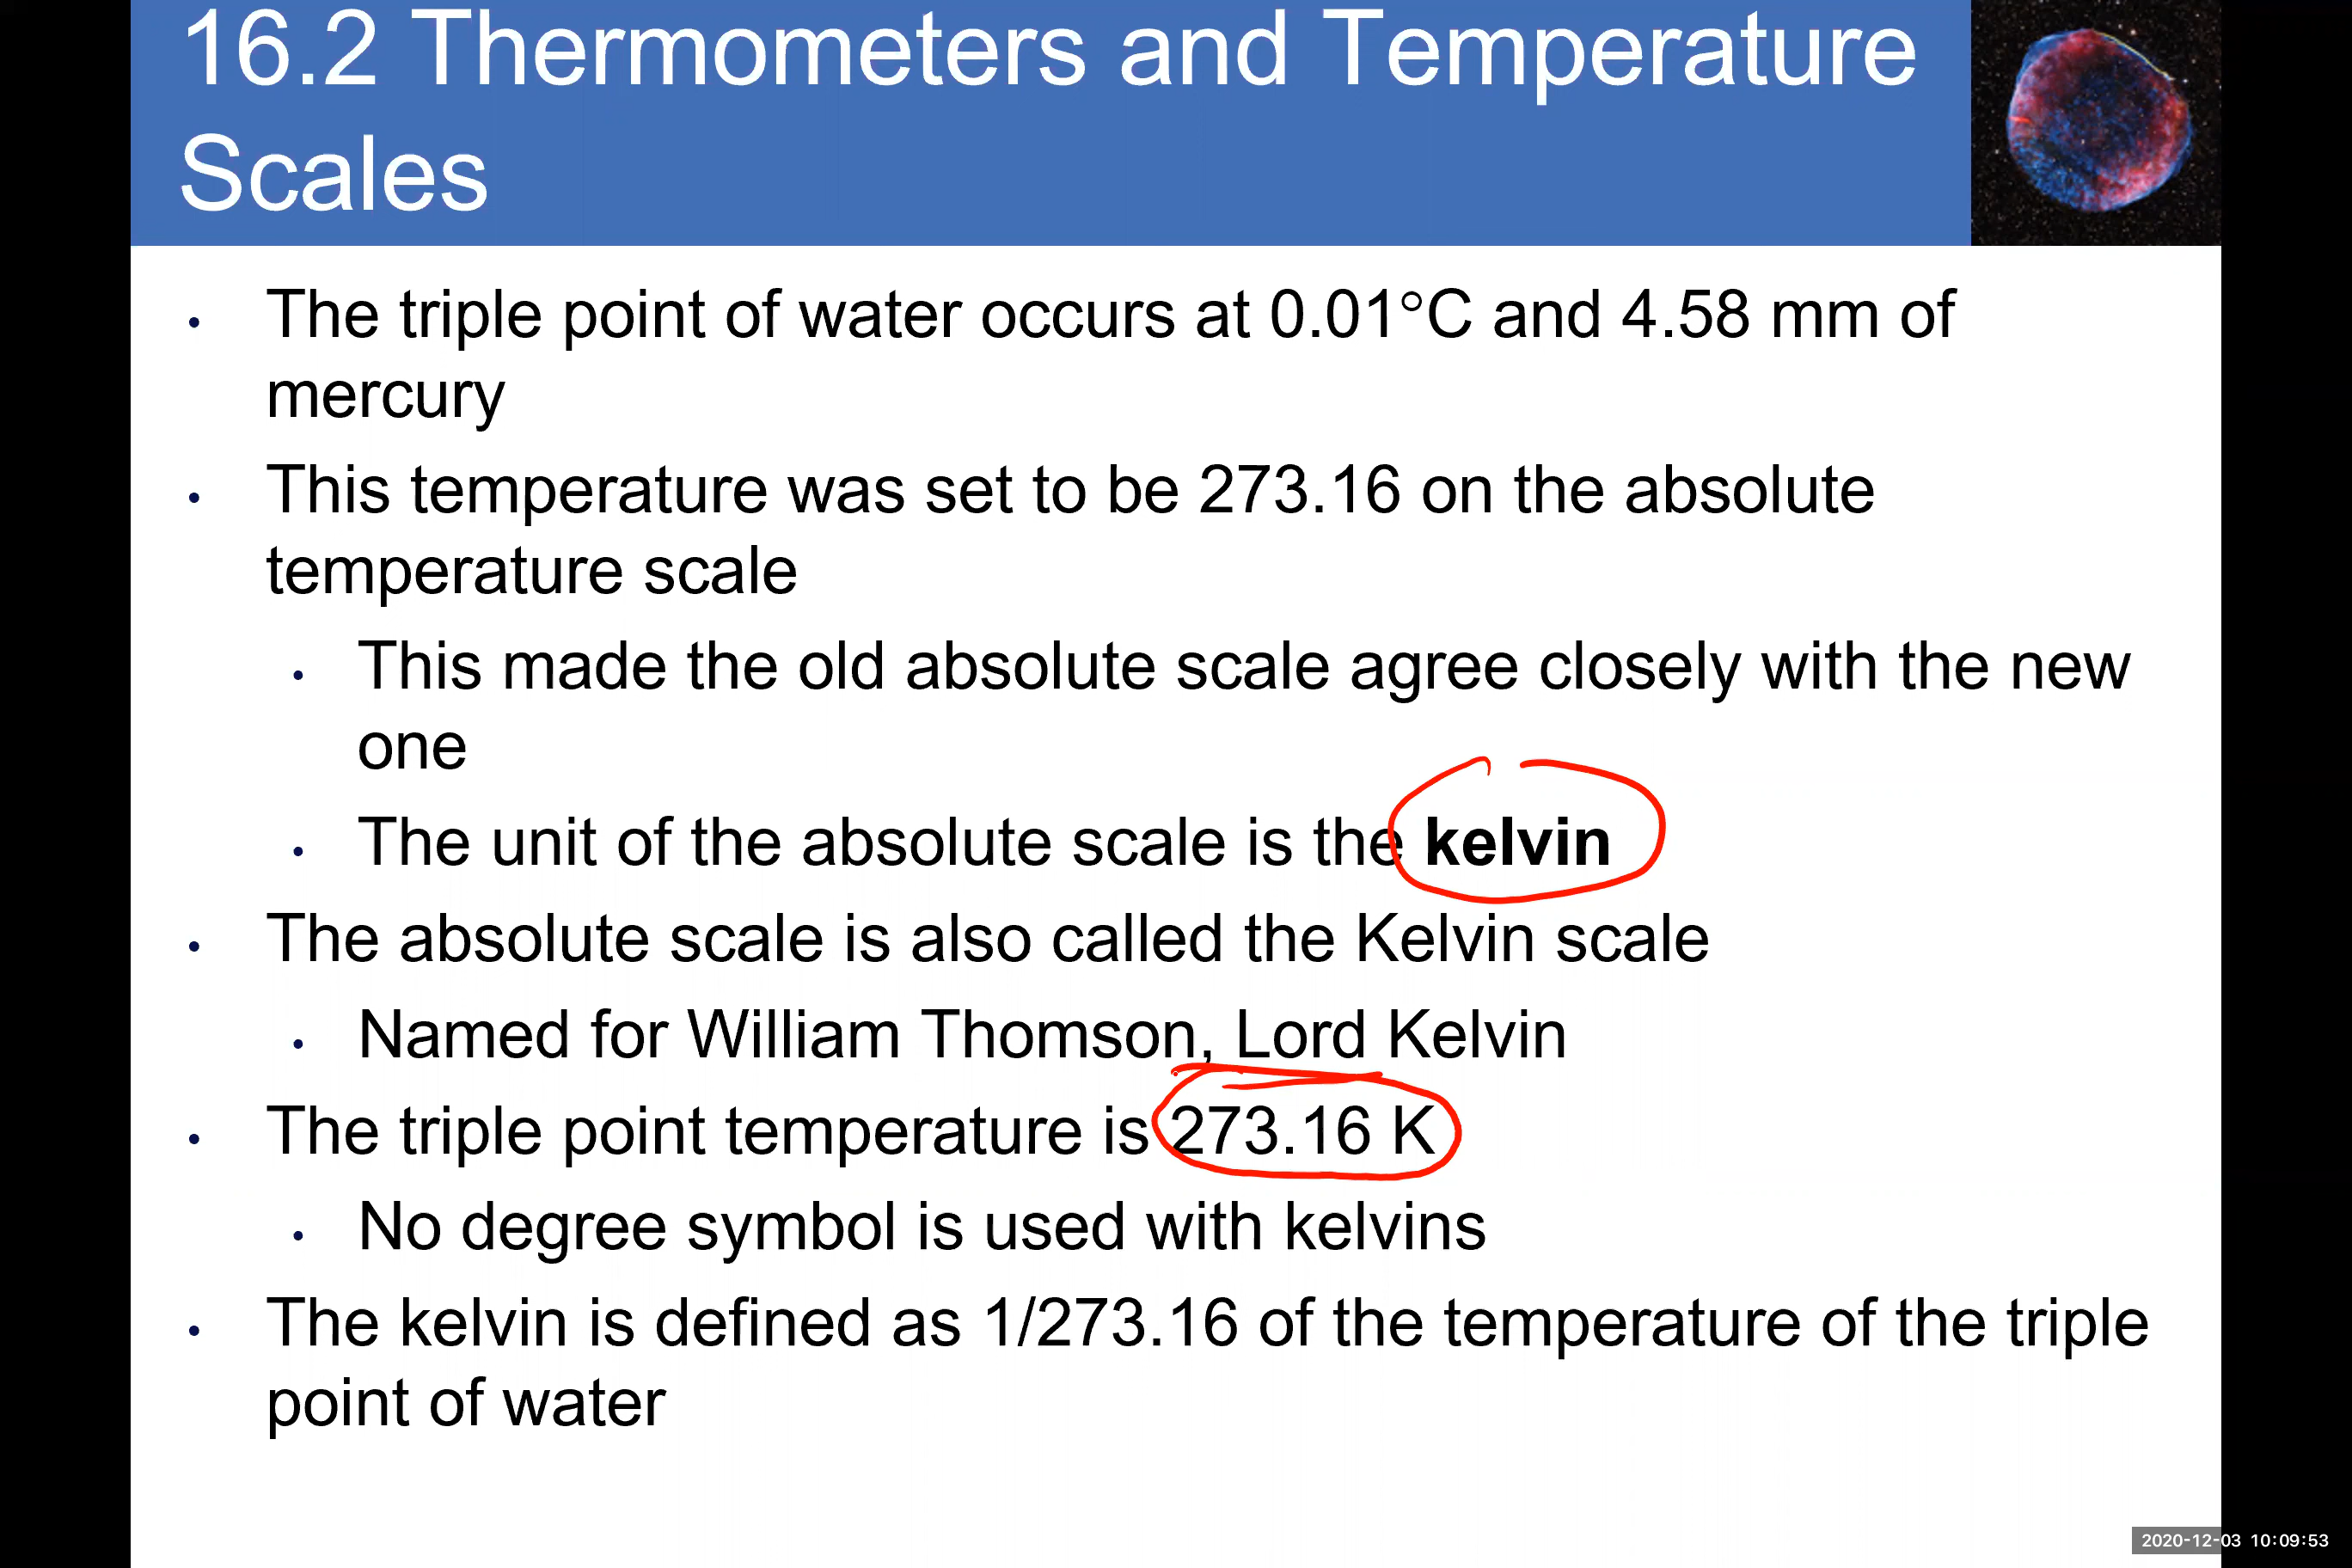 16.2 Thermometers and Temperature
Scales
• The triple point of water occurs at 0.01°C and 4.58 mm of
mercury
• This temperature was set to be 273.16 on the absolute
temperature scale
• This made the old absolute scale agree closely with the new
one
• The unit of the absolute scale is the kelvin
• The absolute scale is also called the Kelvin scale
• Named for William Thomson, Lord Kelvin
• The triple point temperature is 273.16 K
• No degree symbol is used with kelvins
• The kelvin is defined as 1/273.16 of the temperature of the triple
point of water
2020-12-03 10:09:53